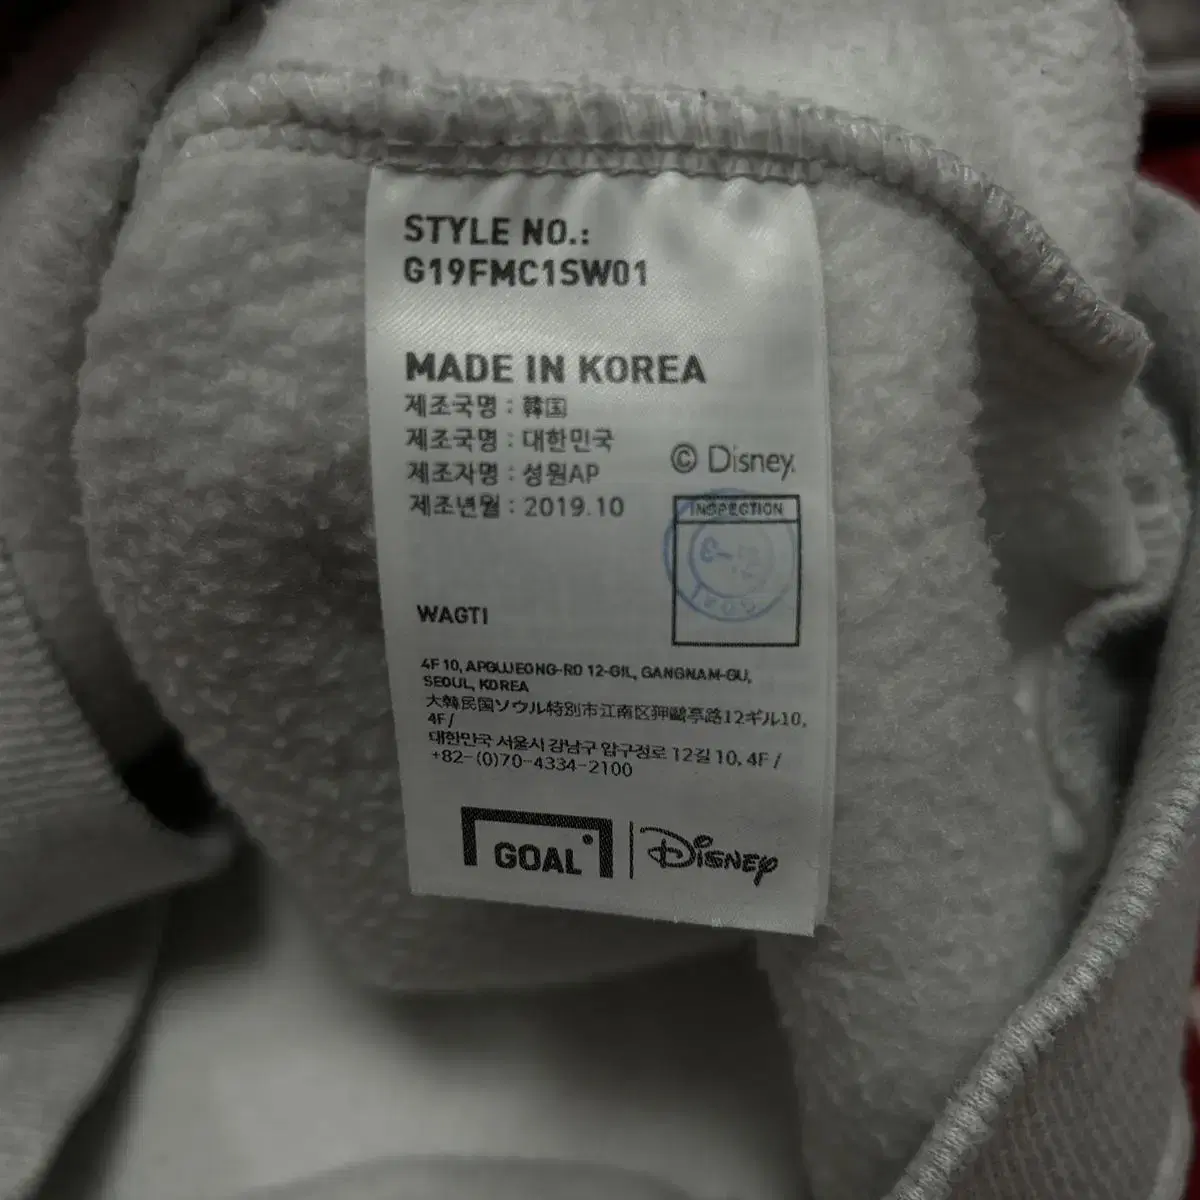 STYLE NO.:
G19FMC1SW01
MADE IN KOREA
제조국명 : 韓国
제조국명 : 대한민국
제조자명 : 성원AP
제조년월 : 2019.10
© Disney.
INSPECTION
WAGTI
4F 10, APGUJEONG-RO 12-GIL, GANGNAM-GU,
SEOUL, KOREA
大韓民国ソウル特別市江南区狎鷗亭路12ギル10,
4F /
대한민국 서울시 강남구 압구정로 12길 10, 4F /
+82-(0)70-4334-2100
GOAL
Disney